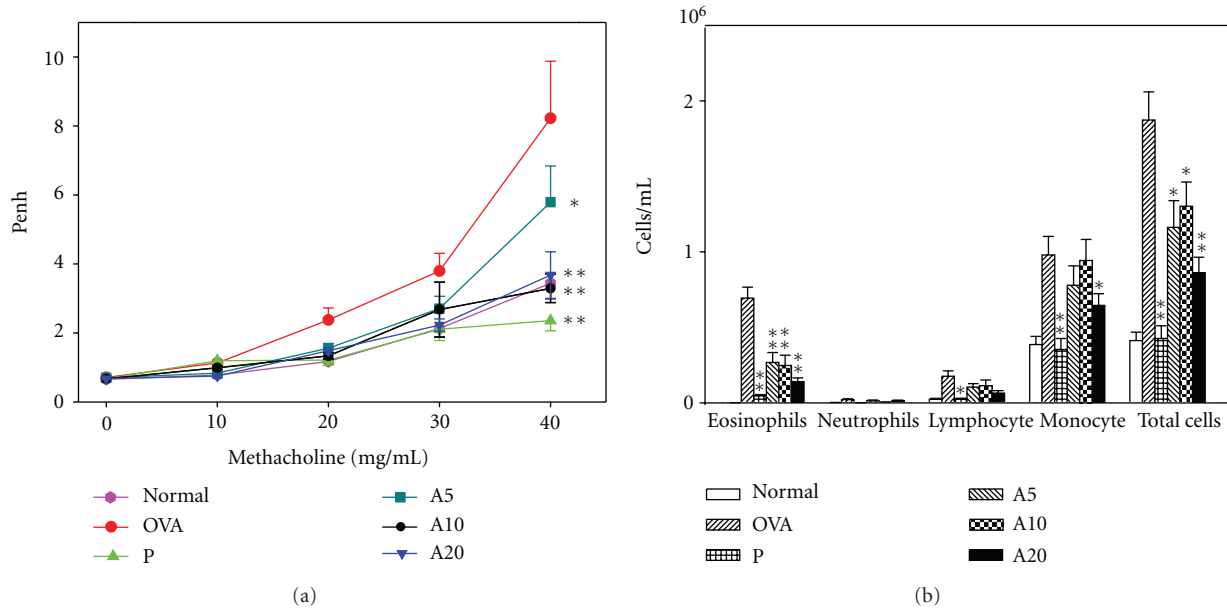 10
8
6
4
2
0
Penh
0 10 20 30 40
Methacholine (mg/mL)
*
**
**
**
Normal
OVA
P
A5
A10
A20
(a)
10⁶
2
1
0
Cells/mL
** ** ** **
*
** *
** * * **
Eosinophils Neutrophils Lymphocyte Monocyte Total cells
Normal
OVA
P
A5
A10
A20
(b)